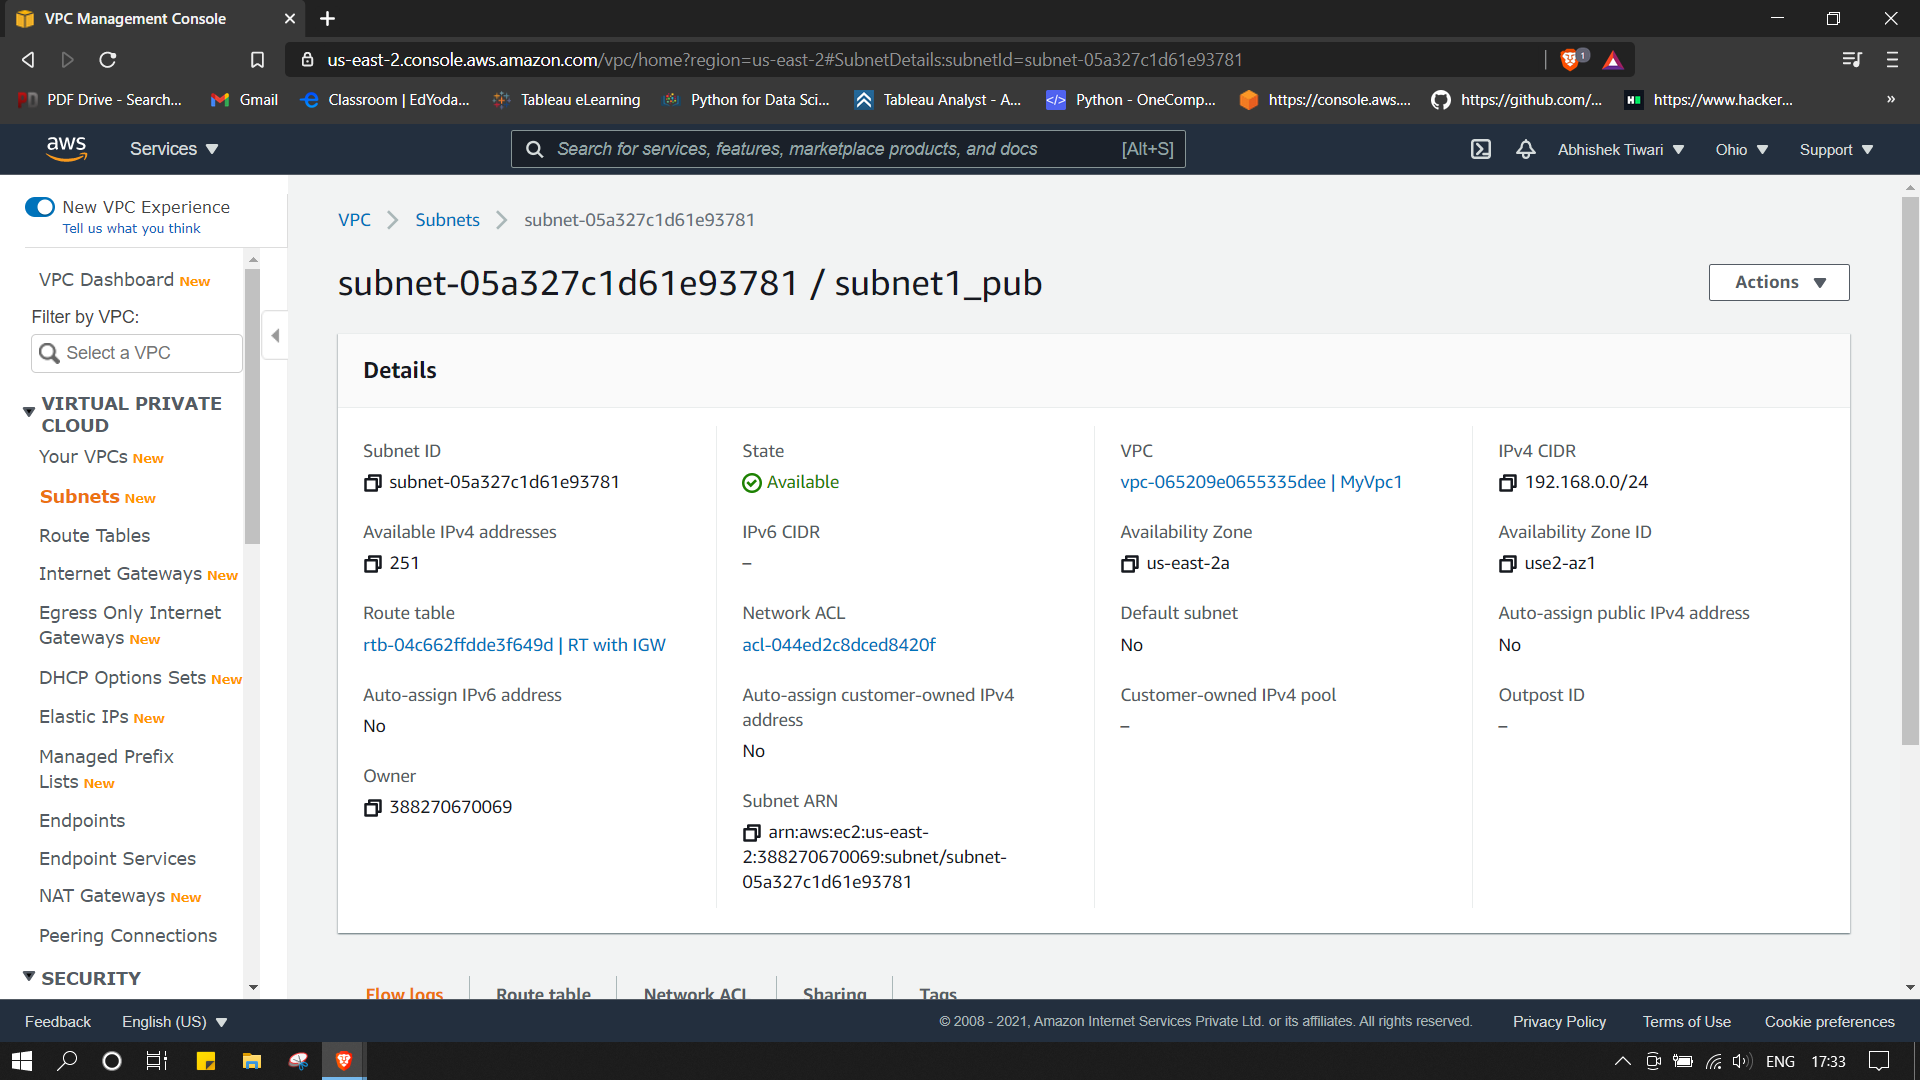 VPC Management Console
us-east-2.console.aws.amazon.com/vpc/home?region=us-east-2#SubnetDetails:subnetId=subnet-05a327c1d61e93781
1
PDF Drive - Search...
Gmail
Classroom | EdYoda...
Tableau eLearning
Python for Data Sci...
Tableau Analyst - A...
Python - OneComp...
https://console.aws....
https://github.com/...
https://www.hacker...
»
aws
Services
Search for services, features, marketplace products, and docs
[Alt+S]
Abhishek Tiwari
Ohio
Support
New VPC Experience
Tell us what you think
VPC Dashboard New
Filter by VPC:
Select a VPC
VIRTUAL PRIVATE
CLOUD
Your VPCs New
Subnets New
Route Tables
Internet Gateways New
Egress Only Internet
Gateways New
DHCP Options Sets New
Elastic IPs New
Managed Prefix
Lists New
Endpoints
Endpoint Services
NAT Gateways New
Peering Connections
SECURITY
VPC
Subnets
subnet-05a327c1d61e93781
subnet-05a327c1d61e93781 / subnet1_pub
Actions
Details
Subnet ID
subnet-05a327c1d61e93781
State
Available
VPC
vpc-065209e0655335dee | MyVpc1
IPv4 CIDR
192.168.0.0/24
Available IPv4 addresses
251
IPv6 CIDR
–
Availability Zone
us-east-2a
Availability Zone ID
use2-az1
Route table
rtb-04c662ffdde3f649d | RT with IGW
Network ACL
acl-044ed2c8dced8420f
Default subnet
No
Auto-assign public IPv4 address
No
Auto-assign IPv6 address
No
Auto-assign customer-owned IPv4
address
No
Customer-owned IPv4 pool
–
Outpost ID
–
Owner
388270670069
Subnet ARN
arn:aws:ec2:us-east-
2:388270670069:subnet/subnet-
05a327c1d61e93781
Flow logs
Route table
Network ACL
Sharing
Tags
Feedback
English (US)
© 2008 - 2021, Amazon Internet Services Private Ltd. or its affiliates. All rights reserved.
Privacy Policy
Terms of Use
Cookie preferences
ENG
17:33